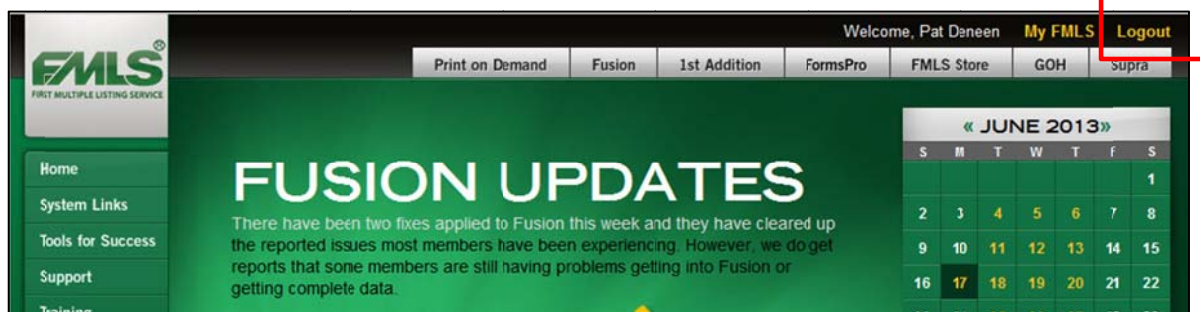 Welcome, Pat Deneen My FMLS Logout
FMLS®
FIRST MULTIPLE LISTING SERVICE
Print on Demand Fusion 1st Addition FormsPro FMLS Store GOH Supra
Home
System Links
Tools for Success
Support
Training
FUSION UPDATES
There have been two fixes applied to Fusion this week and they have cleared up
the reported issues most members have been experiencing. However, we do get
reports that some members are still having problems getting into Fusion or
getting complete data.
« JUNE 2013»
S M T W T F S
1
2 3 4 5 6 7 8
9 10 11 12 13 14 15
16 17 18 19 20 21 22